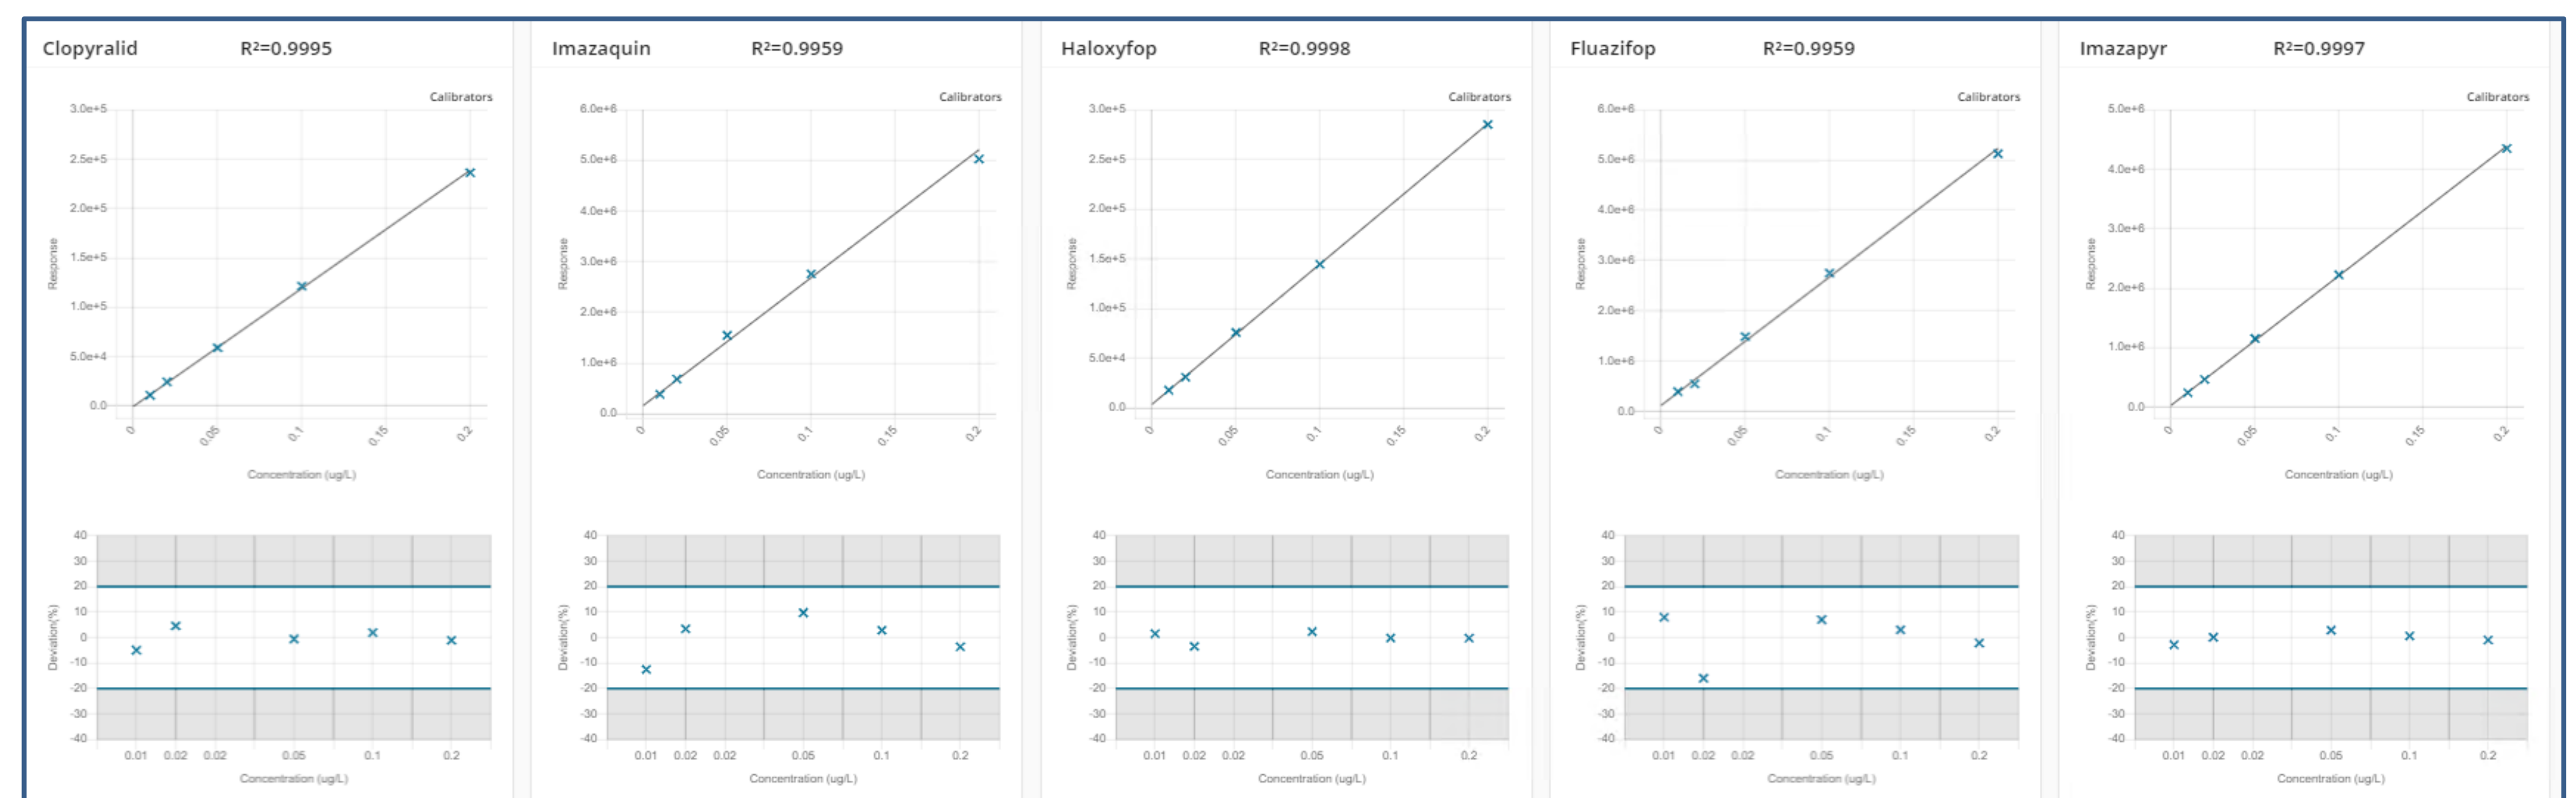 Clopyralid R²=0.9995
Calibrators
3.0e+5
2.5e+5
2.0e+5
1.5e+5
1.0e+5
5.0e+4
0.0
Response
0 0.05 0.1 0.15 0.2
Concentration (ug/L)
40
30
20
10
0
-10
-20
-30
-40
Deviation(%)
0.01 0.02 0.02 0.05 0.1 0.2
Concentration (ug/L)
Imazaquin R²=0.9959
Calibrators
6.0e+6
5.0e+6
4.0e+6
3.0e+6
2.0e+6
1.0e+6
0.0
Response
0 0.05 0.1 0.15 0.2
Concentration (ug/L)
40
30
20
10
0
-10
-20
-30
-40
Deviation(%)
0.01 0.02 0.02 0.05 0.1 0.2
Concentration (ug/L)
Haloxyfop R²=0.9998
Calibrators
3.0e+5
2.5e+5
2.0e+5
1.5e+5
1.0e+5
5.0e+4
0.0
Response
0 0.05 0.1 0.15 0.2
Concentration (ug/L)
40
30
20
10
0
-10
-20
-30
-40
Deviation(%)
0.01 0.02 0.02 0.05 0.1 0.2
Concentration (ug/L)
Fluazifop R²=0.9959
Calibrators
6.0e+6
5.0e+6
4.0e+6
3.0e+6
2.0e+6
1.0e+6
0.0
Response
0 0.05 0.1 0.15 0.2
Concentration (ug/L)
40
30
20
10
0
-10
-20
-30
-40
Deviation(%)
0.01 0.02 0.02 0.05 0.1 0.2
Concentration (ug/L)
Imazapyr R²=0.9997
Calibrators
5.0e+6
4.0e+6
3.0e+6
2.0e+6
1.0e+6
0.0
Response
0 0.05 0.1 0.15 0.2
Concentration (ug/L)
40
30
20
10
0
-10
-20
-30
-40
Deviation(%)
0.01 0.02 0.02 0.05 0.1 0.2
Concentration (ug/L)